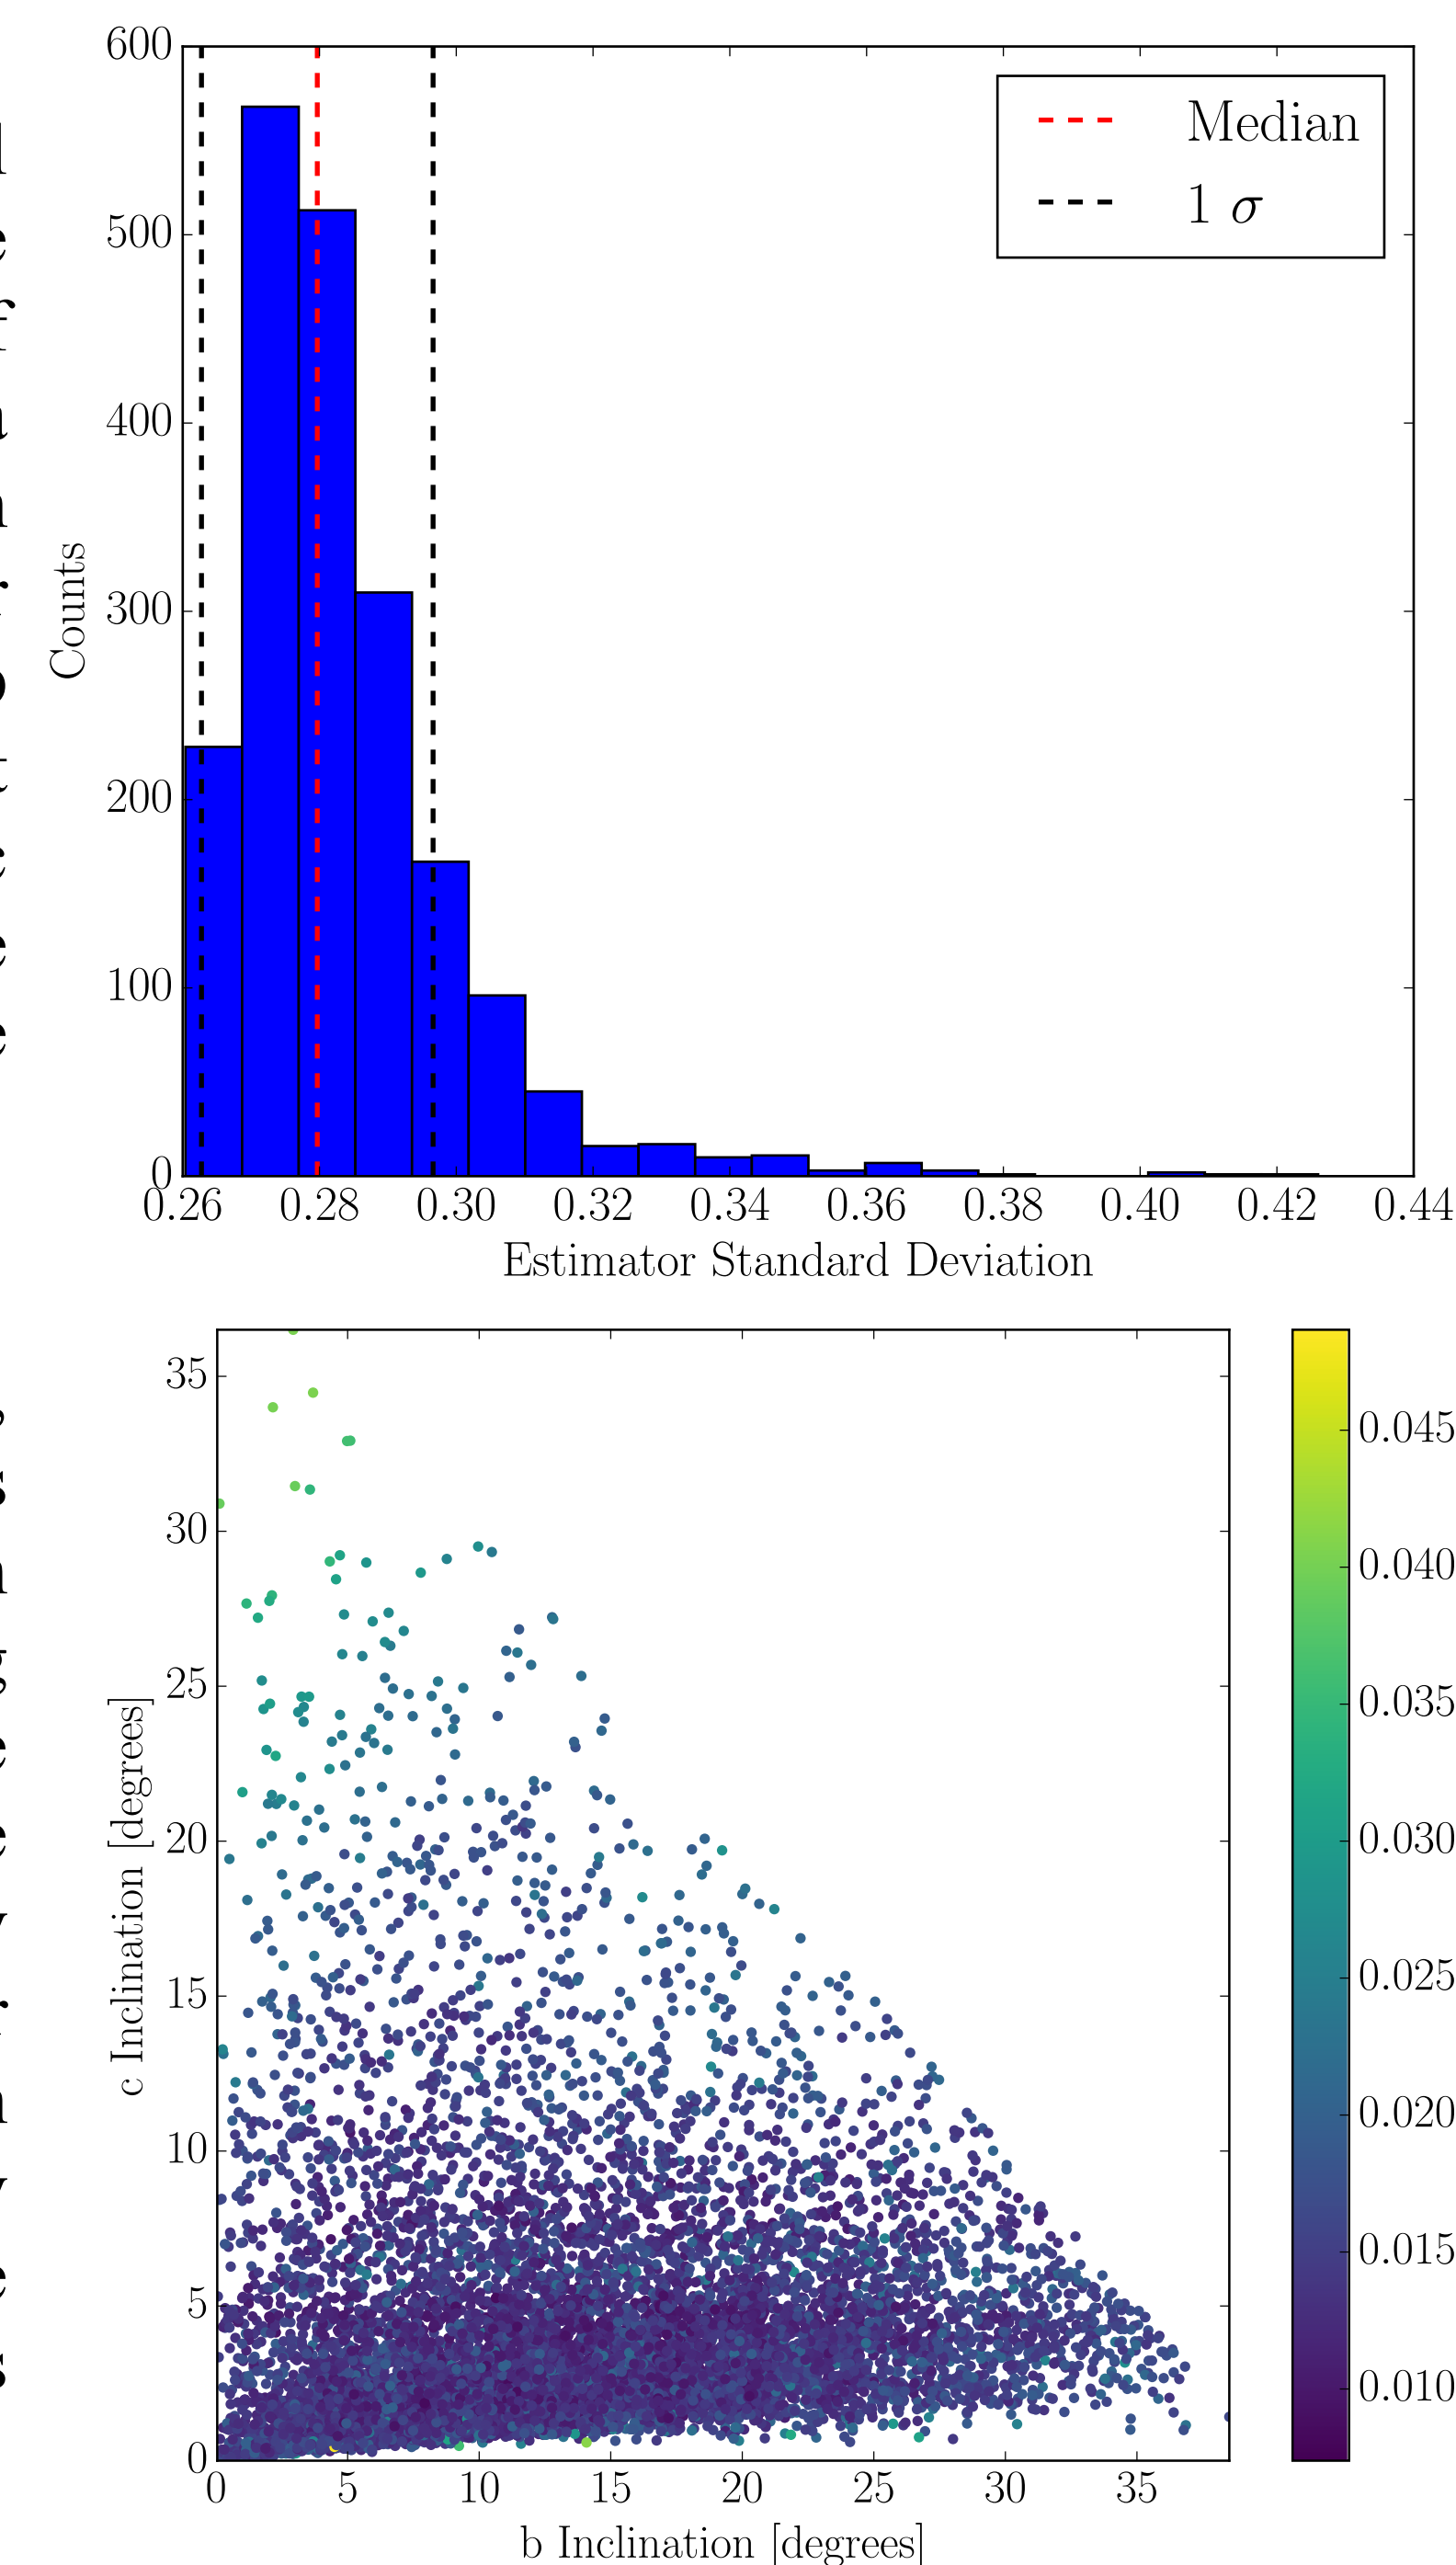 600
500
400
300
200
100
0
Counts
Median
1 σ
0.26 0.28 0.30 0.32 0.34 0.36 0.38 0.40 0.42 0.44
Estimator Standard Deviation
35
30
25
20
15
10
5
0
c Inclination [degrees]
0 5 10 15 20 25 30 35
b Inclination [degrees]
0.045
0.040
0.035
0.030
0.025
0.020
0.015
0.010